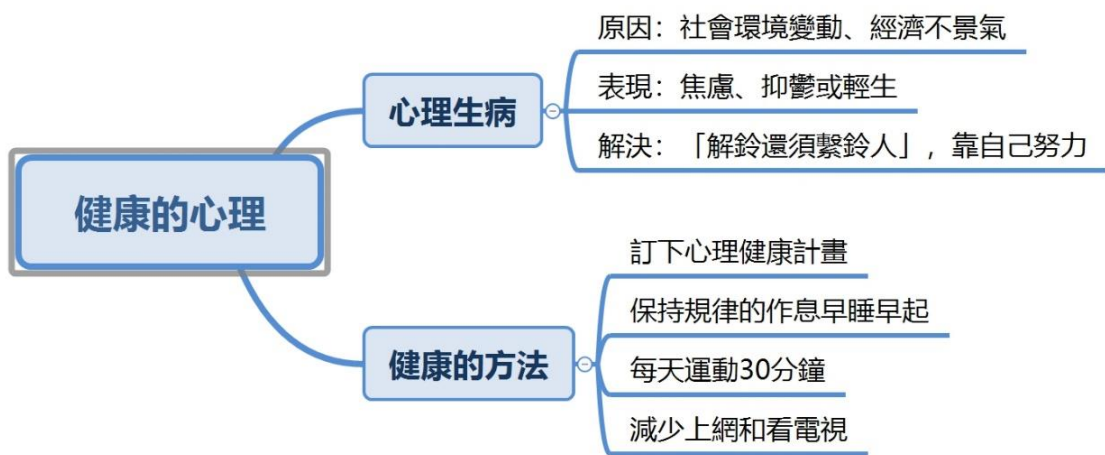 健康的心理
心理生病
原因：社會環境變動、經濟不景氣
表現：焦慮、抑鬱或輕生
解決：「解鈴還須繫鈴人」，靠自己努力
健康的方法
訂下心理健康計畫
保持規律的作息早睡早起
每天運動30分鐘
減少上網和看電視